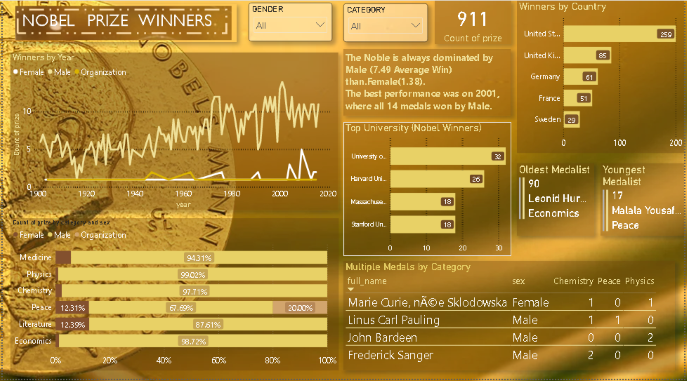 NOBEL PRIZE WINNERS.
GENDER
All
CATEGORY
All
911
Count of prize
Winners by Country
United St...
259
United Ki...
85
Germany
61
France
51
Sweden
29
0
100
200
Winners by Year
Female Male Organization
Count of prize
10
5
0
1900
1920
1940
1960
1980
2000
2020
year
The Noble is always dominated by
Male (7.49 Average Win)
than.Female(1.38).
The best performance was on 2001,
where all 14 medals won by Male.
Top University (Nobel Winners)
University o...
32
Harvard Uni...
26
Massachuse...
18
Stanford Un...
18
0
10
20
30
Oldest Medalist
90
Leonid Hur...
Economics
Youngest
Medalist
17
Malala Yousaf...
Peace
Female Male Organization
Medicine
94.31%
Physics
99.02%
Chemistry
97.71%
Peace
12.31%
67.69%
20.00%
Literature
12.39%
87.61%
Economics
98.72%
0%
20%
40%
60%
80%
100%
Multiple Medals by Category
full_name sex Chemistry Peace Physics
Marie Curie, nÃ©e Sklodowska Female 1 0 1
Linus Carl Pauling Male 1 1 0
John Bardeen Male 0 0 2
Frederick Sanger Male 2 0 0